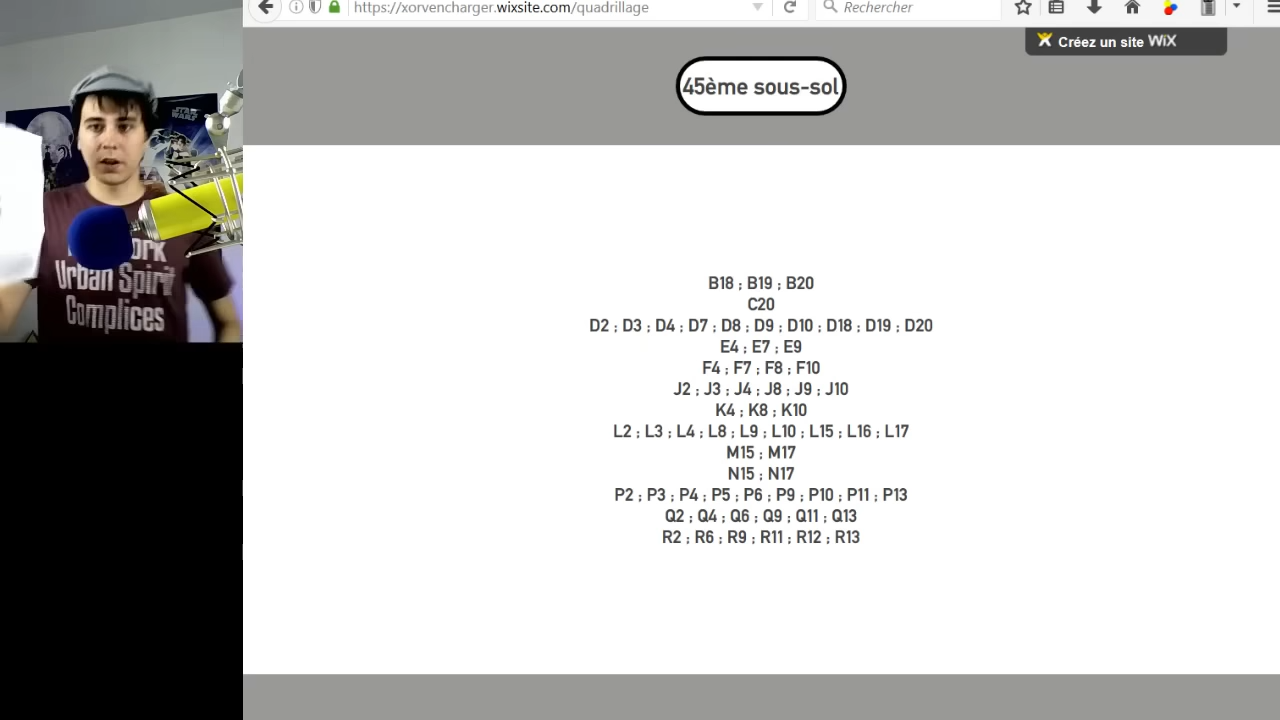 https://xorvencharger.wixsite.com/quadrillage
Rechercher
Créez un site WiX
45ème sous-sol
STAR
WARS
Urban Spirit
Complices
B18 ; B19 ; B20
C20
D2 ; D3 ; D4 ; D7 ; D8 ; D9 ; D10 ; D18 ; D19 ; D20
E4 ; E7 ; E9
F4 ; F7 ; F8 ; F10
J2 ; J3 ; J4 ; J8 ; J9 ; J10
K4 ; K8 ; K10
L2 ; L3 ; L4 ; L8 ; L9 ; L10 ; L15 ; L16 ; L17
M15 ; M17
N15 ; N17
P2 ; P3 ; P4 ; P5 ; P6 ; P9 ; P10 ; P11 ; P13
Q2 ; Q4 ; Q6 ; Q9 ; Q11 ; Q13
R2 ; R6 ; R9 ; R11 ; R12 ; R13